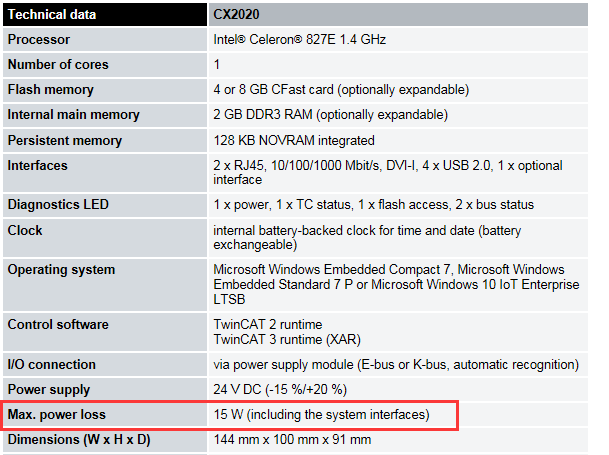 Technical data CX2020
Processor Intel® Celeron® 827E 1.4 GHz
Number of cores 1
Flash memory 4 or 8 GB CFast card (optionally expandable)
Internal main memory 2 GB DDR3 RAM (optionally expandable)
Persistent memory 128 KB NOVRAM integrated
Interfaces 2 x RJ45, 10/100/1000 Mbit/s, DVI-I, 4 x USB 2.0, 1 x optional
interface
Diagnostics LED 1 x power, 1 x TC status, 1 x flash access, 2 x bus status
Clock internal battery-backed clock for time and date (battery
exchangeable)
Operating system Microsoft Windows Embedded Compact 7, Microsoft Windows
Embedded Standard 7 P or Microsoft Windows 10 IoT Enterprise
LTSB
Control software TwinCAT 2 runtime
TwinCAT 3 runtime (XAR)
I/O connection via power supply module (E-bus or K-bus, automatic recognition)
Power supply 24 V DC (-15 %/+20 %)
Max. power loss 15 W (including the system interfaces)
Dimensions (W x H x D) 144 mm x 100 mm x 91 mm